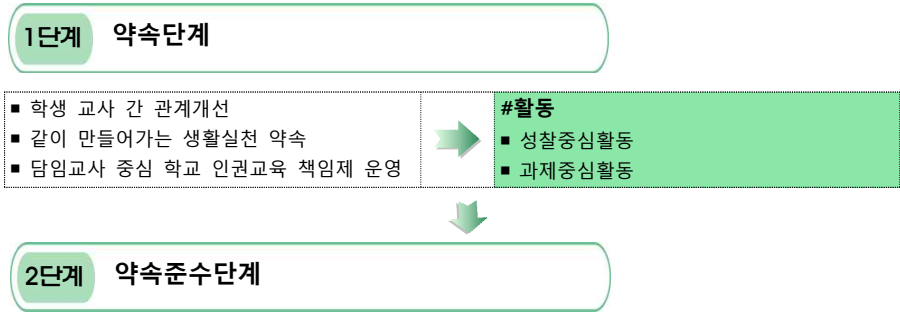 1단계 약속단계
▪ 학생 교사 간 관계개선
▪ 같이 만들어가는 생활실천 약속
▪ 담임교사 중심 학교 인권교육 책임제 운영
#활동
▪ 성찰중심활동
▪ 과제중심활동
2단계 약속준수단계